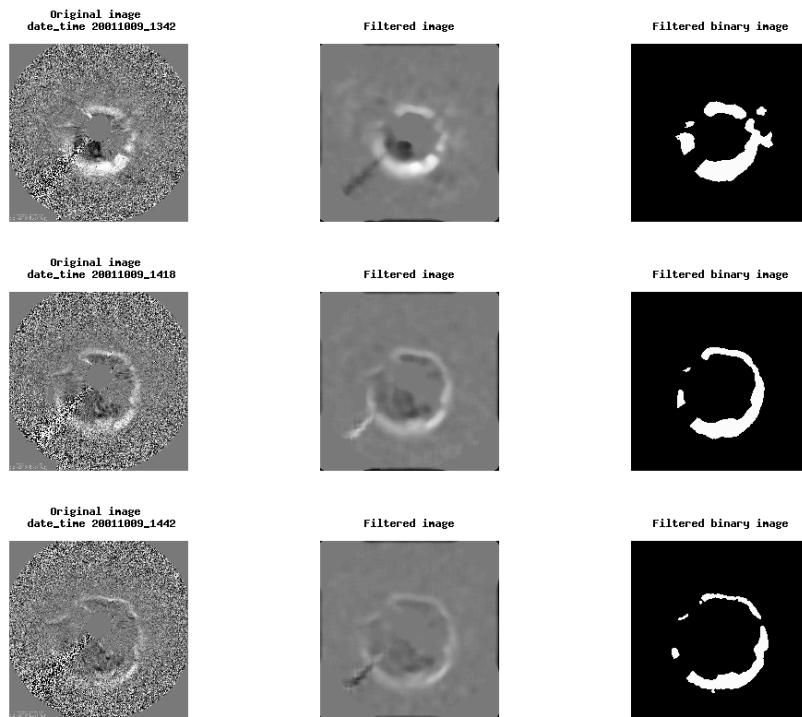 Original image
date_time 20011009_1342
Filtered image
Filtered binary image
Original image
date_time 20011009_1418
Filtered image
Filtered binary image
Original image
date_time 20011009_1442
Filtered image
Filtered binary image